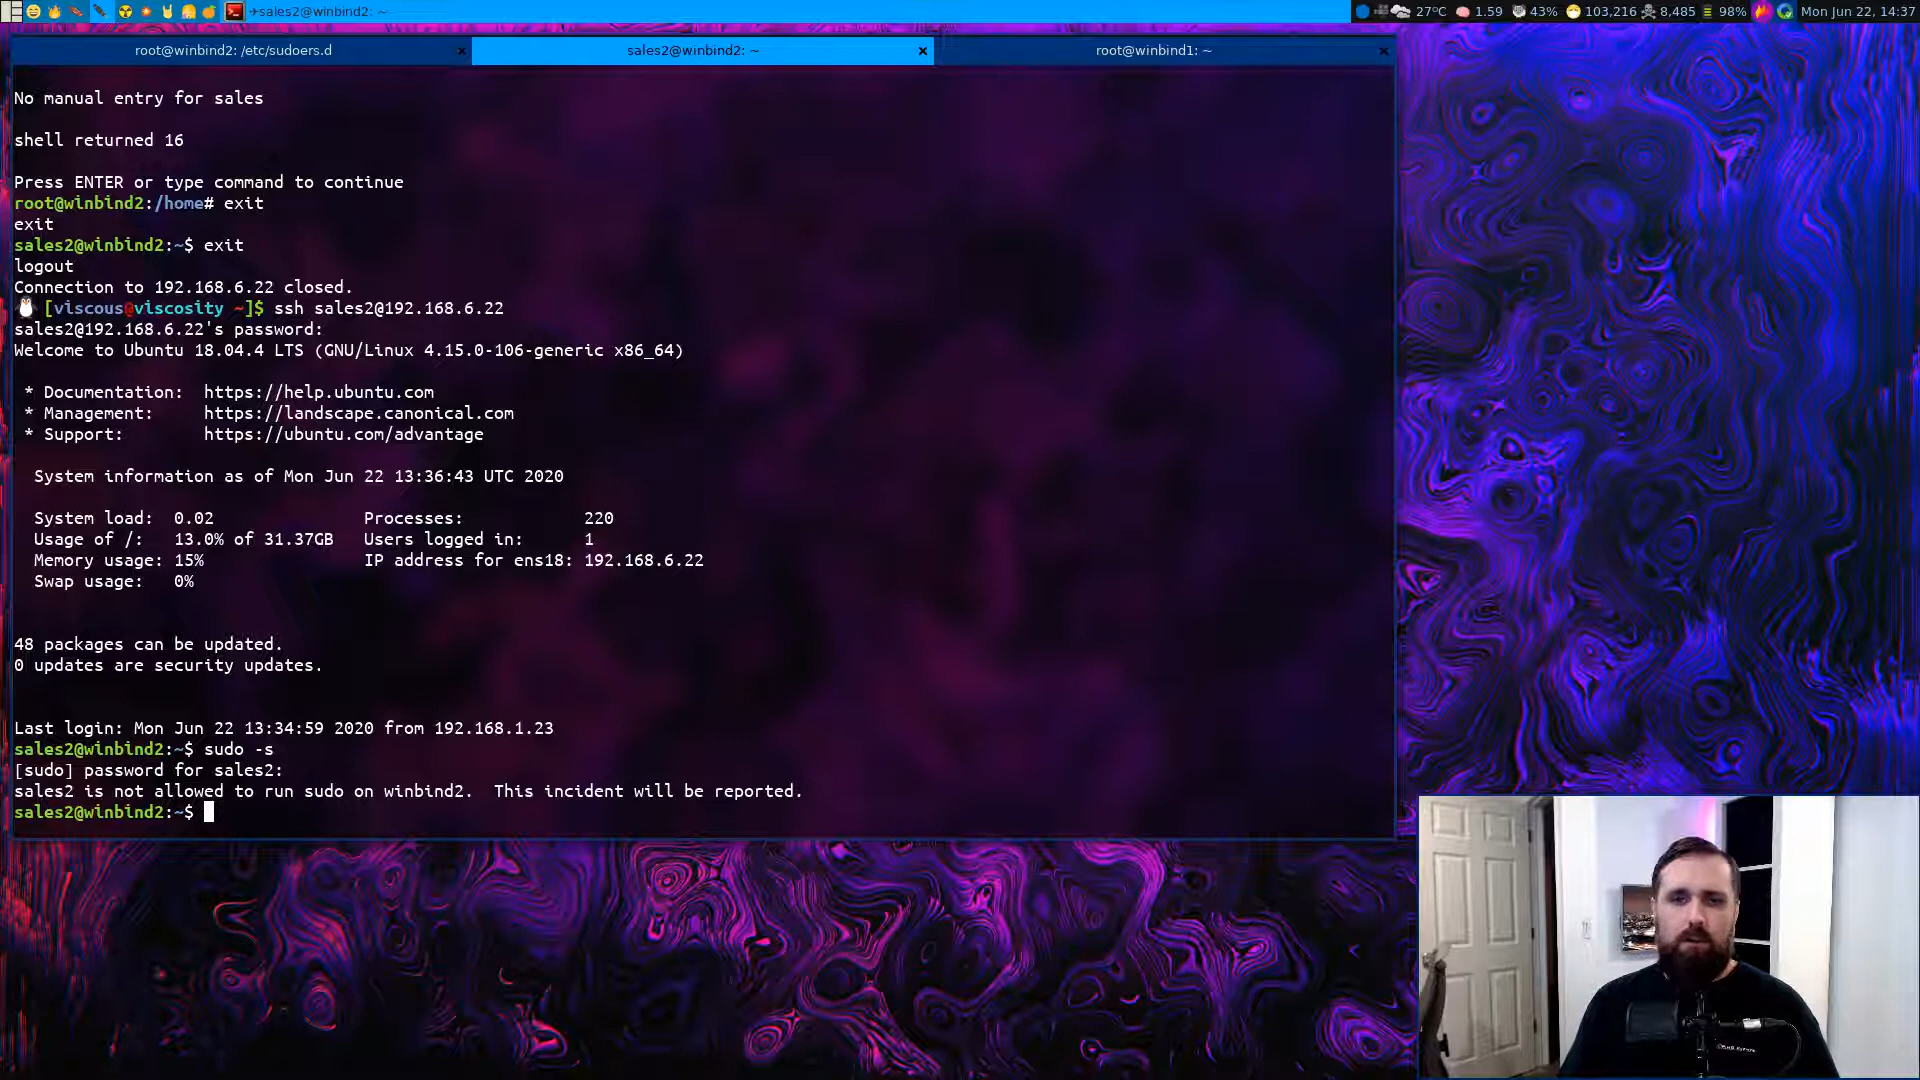 sales2@winbind2: ~
27°C 1.59 43% 103,216 8,485 98% Mon Jun 22, 14:37
root@winbind2: /etc/sudoers.d × sales2@winbind2: ~ × root@winbind1: ~ ×
No manual entry for sales
shell returned 16
Press ENTER or type command to continue
root@winbind2:/home# exit
exit
sales2@winbind2:~$ exit
logout
Connection to 192.168.6.22 closed.
[viscous@viscosity ~]$ ssh sales2@192.168.6.22
sales2@192.168.6.22's password:
Welcome to Ubuntu 18.04.4 LTS (GNU/Linux 4.15.0-106-generic x86_64)
* Documentation: https://help.ubuntu.com
* Management: https://landscape.canonical.com
* Support: https://ubuntu.com/advantage
System information as of Mon Jun 22 13:36:43 UTC 2020
System load: 0.02 Processes: 220
Usage of /: 13.0% of 31.37GB Users logged in: 1
Memory usage: 15% IP address for ens18: 192.168.6.22
Swap usage: 0%
48 packages can be updated.
0 updates are security updates.
Last login: Mon Jun 22 13:34:59 2020 from 192.168.1.23
sales2@winbind2:~$ sudo -s
[sudo] password for sales2:
sales2 is not allowed to run sudo on winbind2. This incident will be reported.
sales2@winbind2:~$